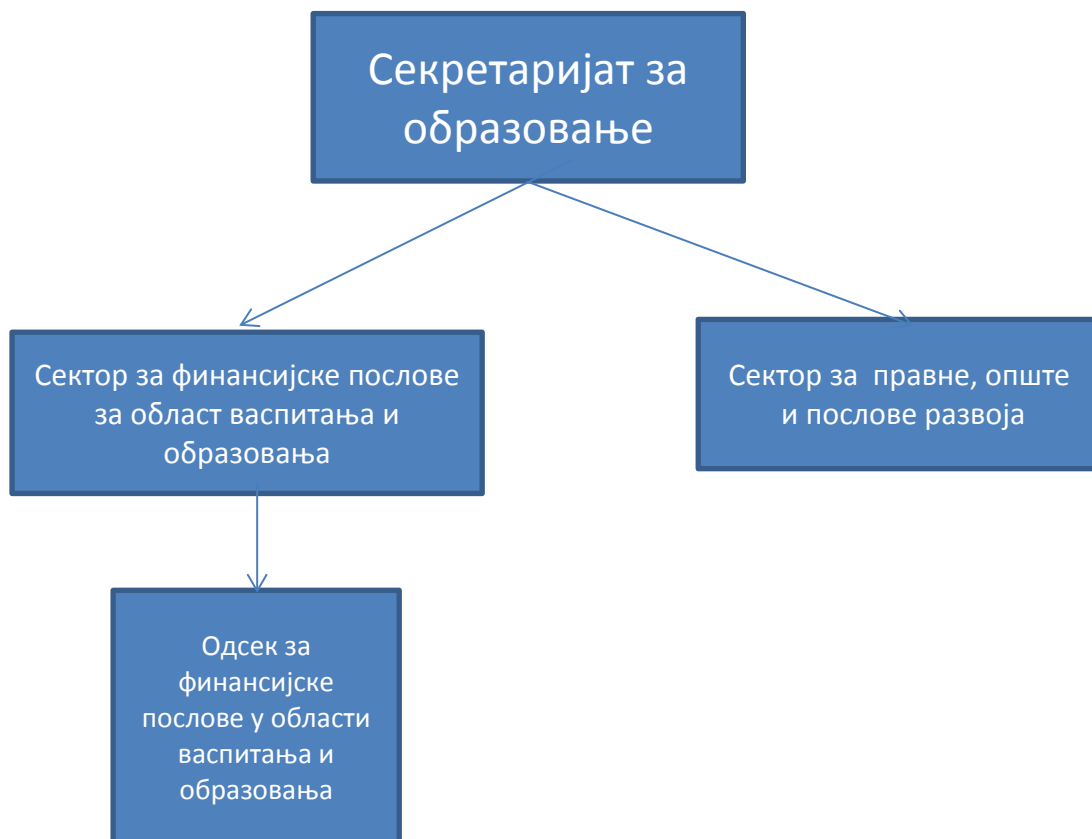 Секретаријат за
образовање
Сектор за финансијске послове
за област васпитања и
образовања
Сектор за  правне, опште
и послове развоја
Одсек за
финансијске
послове у области
васпитања и
образовања